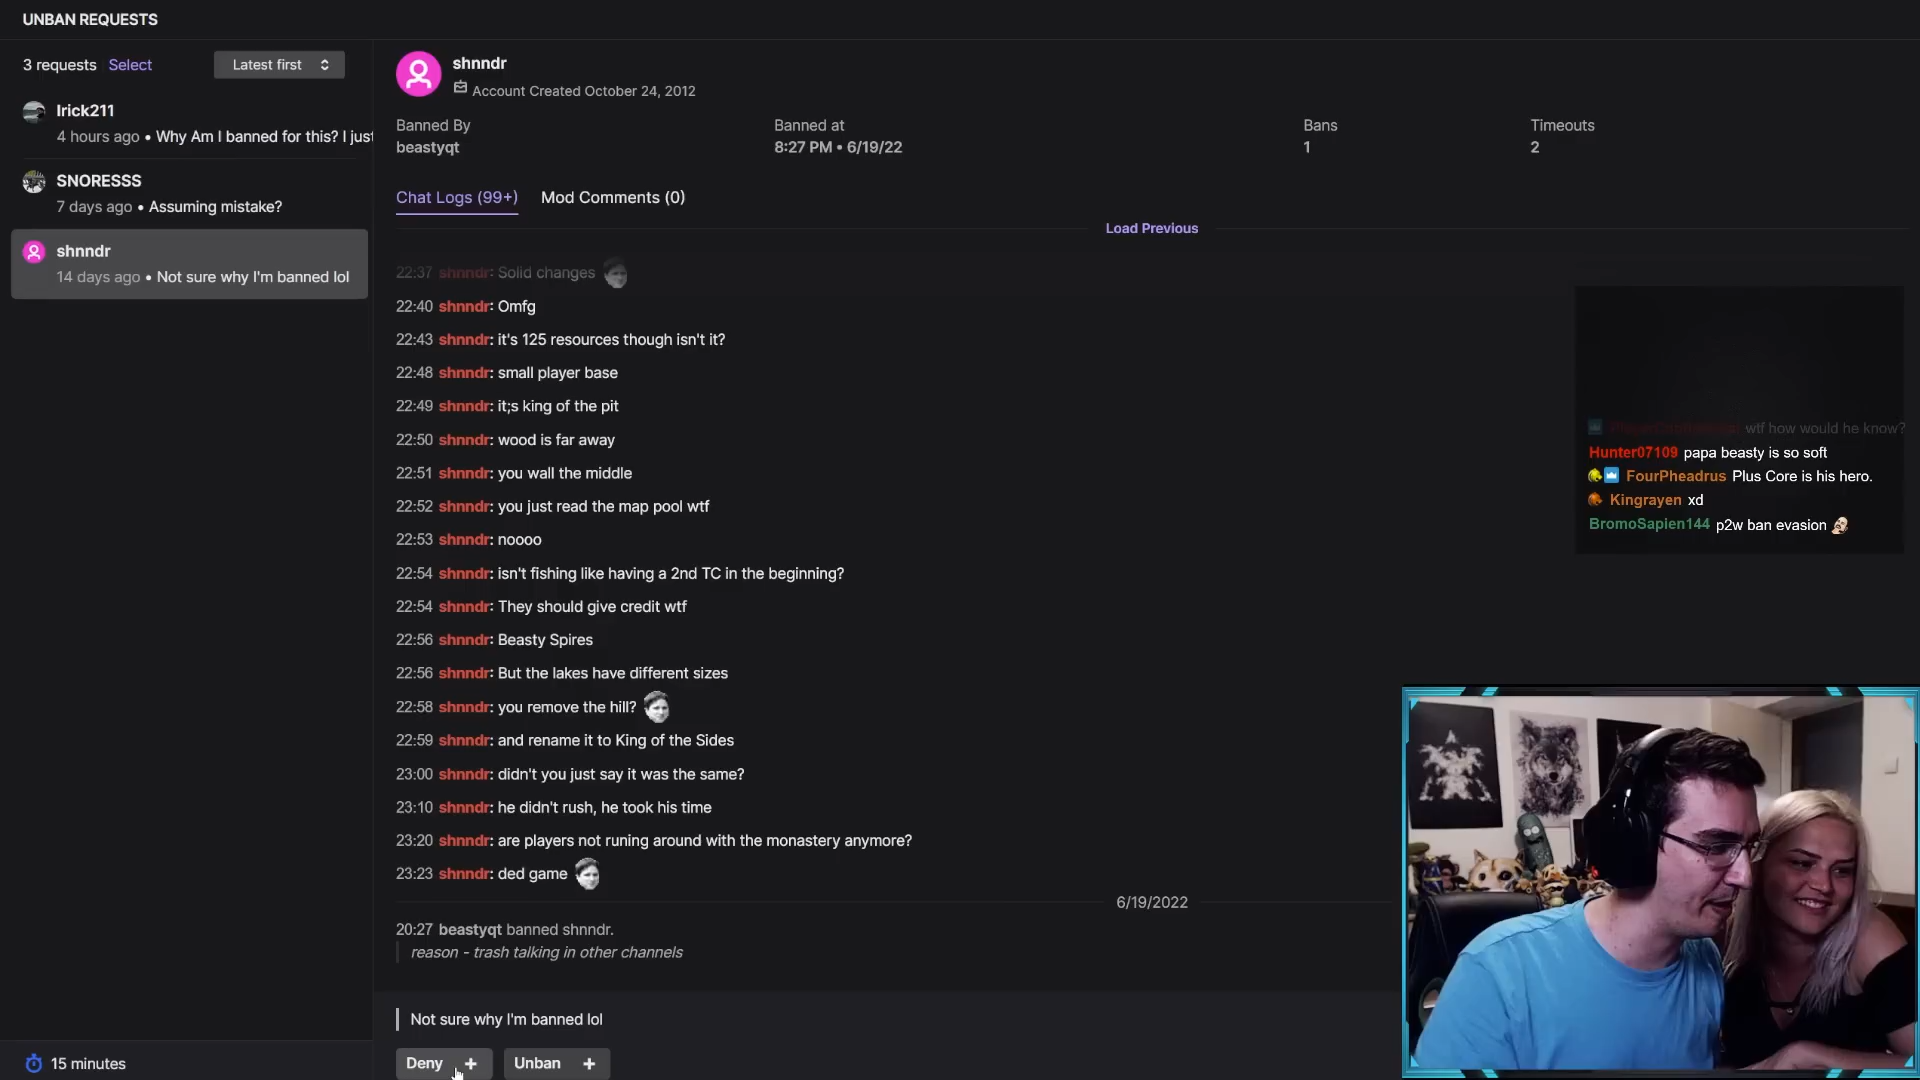 UNBAN REQUESTS
3 requests Select Latest first
Irick211
4 hours ago • Why Am I banned for this? I just
SNORESSS
7 days ago • Assuming mistake?
shnndr
14 days ago • Not sure why I'm banned lol
15 minutes
shnndr
Account Created October 24, 2012
Banned By Banned at Bans Timeouts
beastyqt 8:27 PM • 6/19/22 1 2
Chat Logs (99+) Mod Comments (0)
Load Previous
22:37 shnndr: Solid changes
22:40 shnndr: Omfg
22:43 shnndr: it's 125 resources though isn't it?
22:48 shnndr: small player base
22:49 shnndr: it;s king of the pit
22:50 shnndr: wood is far away
22:51 shnndr: you wall the middle
22:52 shnndr: you just read the map pool wtf
22:53 shnndr: noooo
22:54 shnndr: isn't fishing like having a 2nd TC in the beginning?
22:54 shnndr: They should give credit wtf
22:56 shnndr: Beasty Spires
22:56 shnndr: But the lakes have different sizes
22:58 shnndr: you remove the hill?
22:59 shnndr: and rename it to King of the Sides
23:00 shnndr: didn't you just say it was the same?
23:10 shnndr: he didn't rush, he took his time
23:20 shnndr: are players not runing around with the monastery anymore?
23:23 shnndr: ded game
6/19/2022
20:27 beastyqt banned shnndr.
reason - trash talking in other channels
Not sure why I'm banned lol
Deny + Unban +
wtf how would he know?
Hunter07109 papa beasty is so soft
FourPheadrus Plus Core is his hero.
Kingrayen xd
BromoSapien144 p2w ban evasion